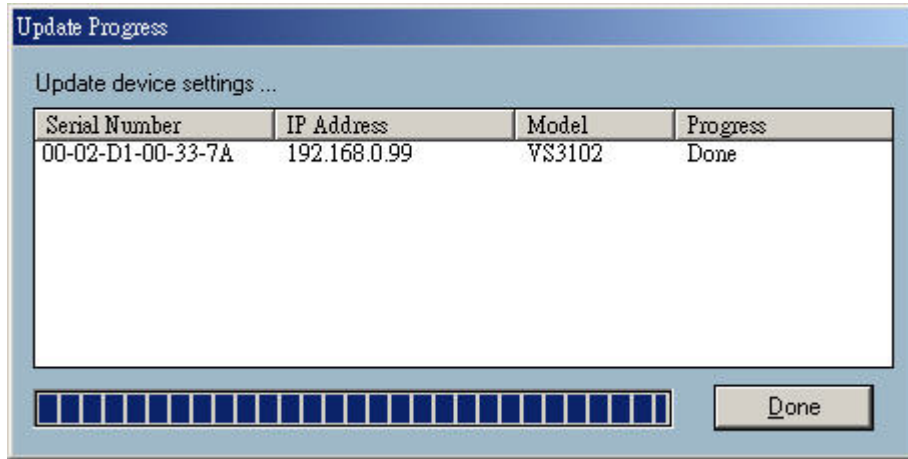 Update Progress
Update device settings ...
Serial Number IP Address Model Progress
00-02-D1-00-33-7A 192.168.0.99 VS3102 Done
Done